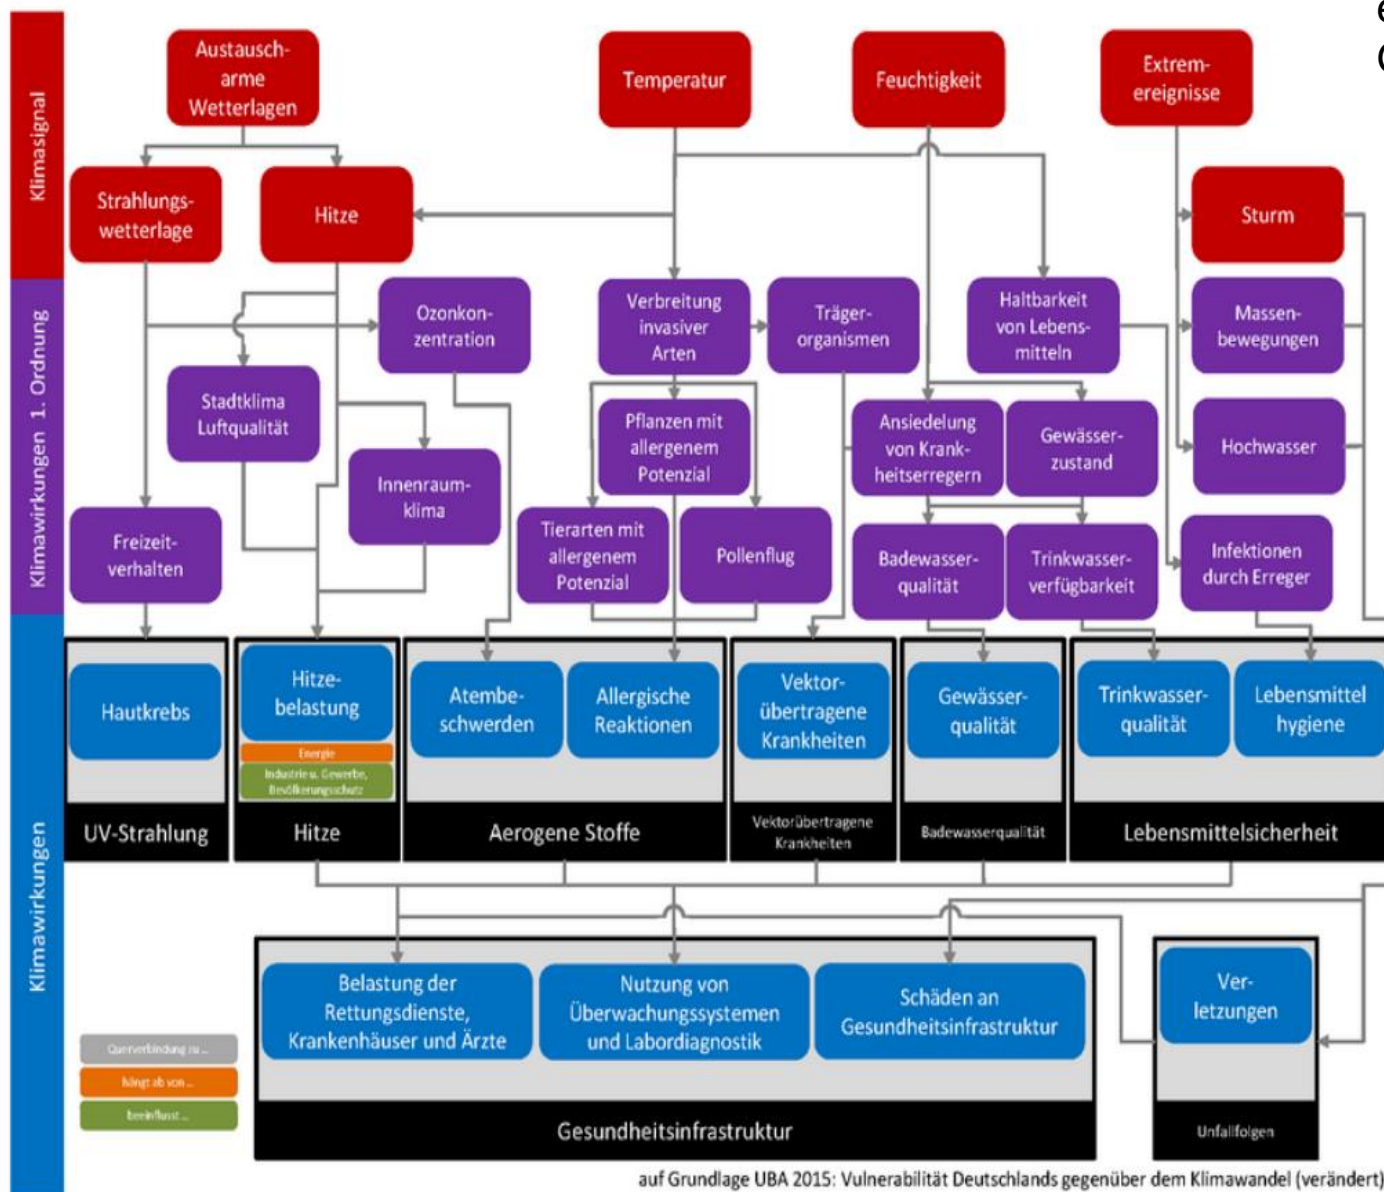 e
Klimasignal
Austausch-
arme
Wetterlagen
Temperatur
Feuchtigkeit
Extrem-
ereignisse
Strahlungs-
wetterlage
Hitze
Sturm
Klimawirkungen 1. Ordnung
Ozonkon-
zentration
Verbreitung
invasiver
Arten
Träger-
organismen
Haltbarkeit
von Lebens-
mitteln
Massen-
bewegungen
Stadtklima
Luftqualität
Pflanzen mit
allergenem
Potenzial
Ansiedelung
von Krank-
heitserregern
Gewässer-
zustand
Hochwasser
Innenraum-
klima
Freizeit-
verhalten
Tierarten mit
allergenem
Potenzial
Pollenflug
Badewasser-
qualität
Trinkwasser-
verfügbarkeit
Infektionen
durch Erreger
Klimawirkungen
Hautkrebs
Hitze-
belastung
Energie
Industrie u. Gewerbe,
Bevölkerungsschutz
Atembe-
schwerden
Allergische
Reaktionen
Vektor-
übertragene
Krankheiten
Gewässer-
qualität
Trinkwasser-
qualität
Lebensmittel
hygiene
UV-Strahlung
Hitze
Aerogene Stoffe
Vektorübertragene
Krankheiten
Badewasserqualität
Lebensmittelsicherheit
Belastung der
Rettungsdienste,
Krankenhäuser und Ärzte
Nutzung von
Überwachungssystemen
und Labordiagnostik
Schäden an
Gesundheitsinfrastruktur
Ver-
letzungen
Querverbindung zu ...
hängt ab von ...
beeinflusst ...
Gesundheitsinfrastruktur
Unfallfolgen
auf Grundlage UBA 2015: Vulnerabilität Deutschlands gegenüber dem Klimawandel (verändert)